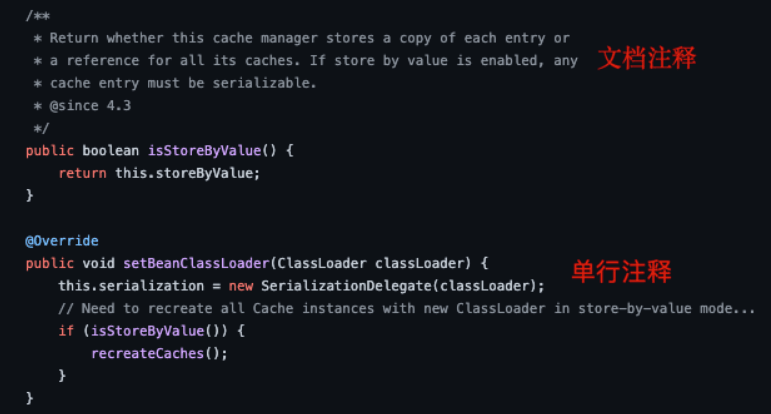 /**
 * Return whether this cache manager stores a copy of each entry or
 * a reference for all its caches. If store by value is enabled, any
 * cache entry must be serializable.
 * @since 4.3
 */
文档注释
public boolean isStoreByValue() {
    return this.storeByValue;
}
@Override
public void setBeanClassLoader(ClassLoader classLoader) {
单行注释
    this.serialization = new SerializationDelegate(classLoader);
    // Need to recreate all Cache instances with new ClassLoader in store-by-value mode...
    if (isStoreByValue()) {
        recreateCaches();
    }
}